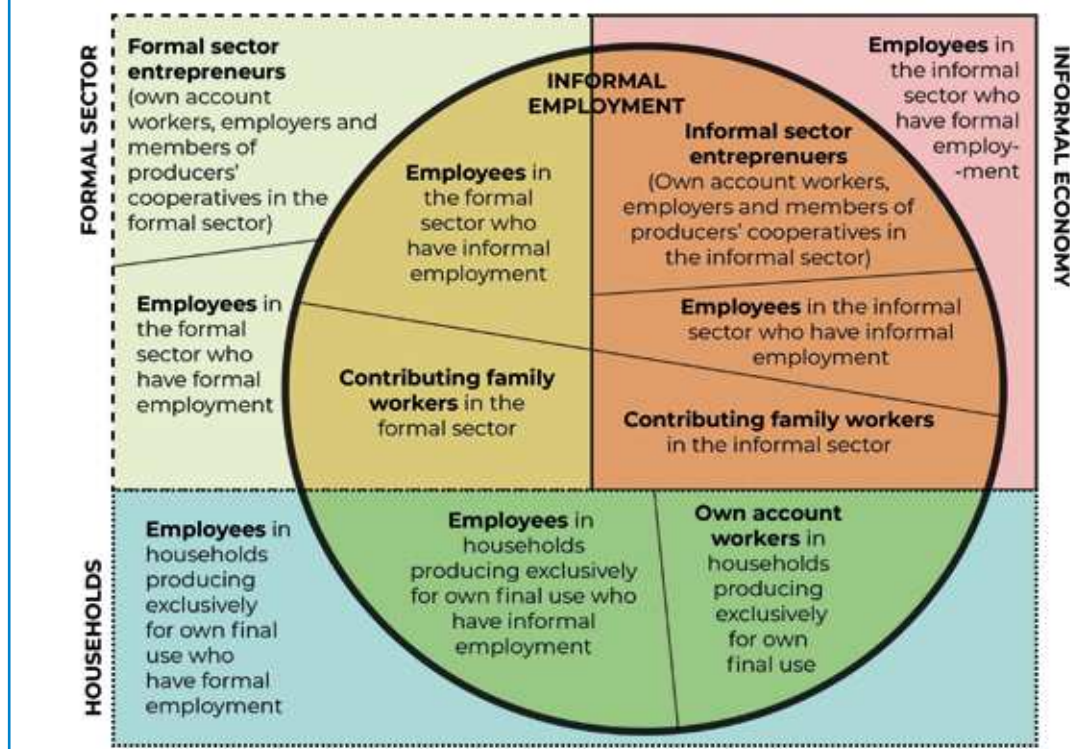 FORMAL SECTOR
Formal sector
entrepreneurs
(own account
workers, employers and
members of
producers'
cooperatives in the
formal sector)
Employees in
the formal
sector who
have formal
employment
INFORMAL
EMPLOYMENT
Employees in
the formal
sector who
have informal
employment
Contributing family
workers in the
formal sector
Informal sector
entreprenuers
(Own account workers,
employers and members of
producers' cooperatives in
the informal sector)
Employees in the informal
sector who have informal
employment
Contributing family workers
in the informal sector
Employees in
the informal
sector who
have formal
employ-
-ment
INFORMAL ECONOMY
HOUSEHOLDS
Employees in
households
producing
exclusively
for own final
use who
have formal
employment
Employees in
households
producing exclusively
for own final use who
have informal
employment
Own account
workers in
households
producing
exclusively
for own
final use